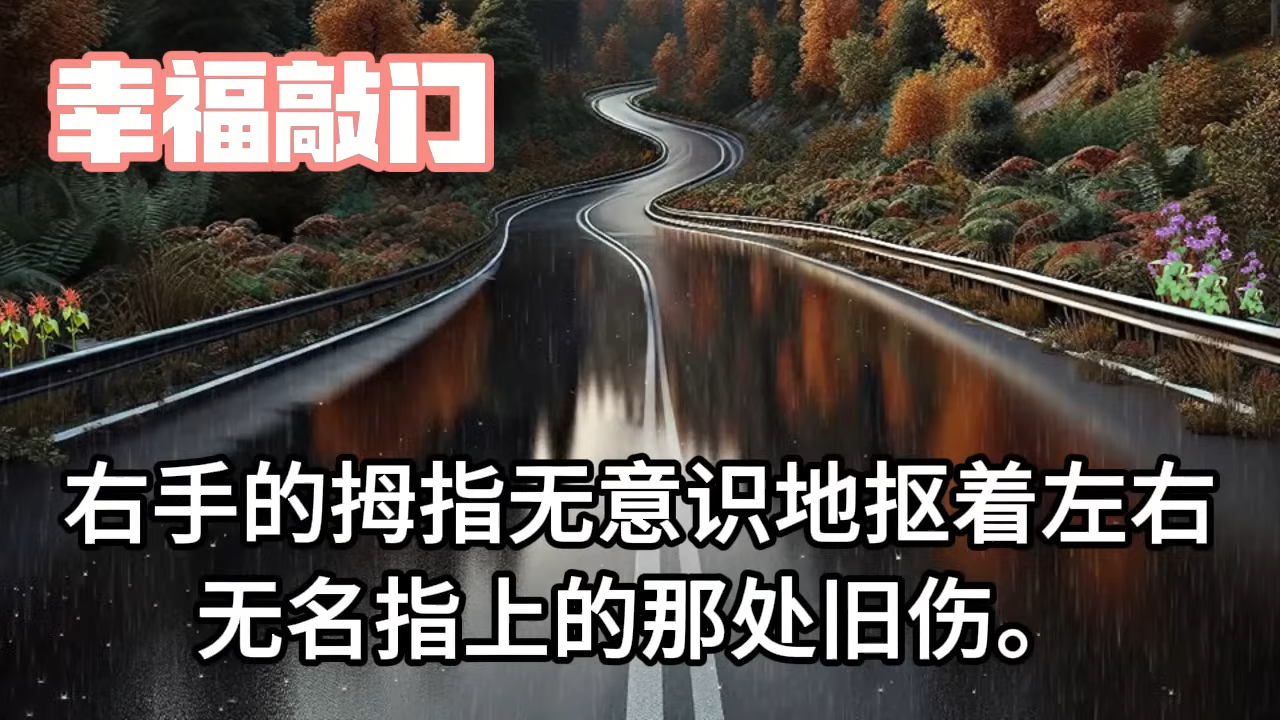 幸福敲门
右手的拇指无意识地抠着左右
无名指上的那处旧伤。